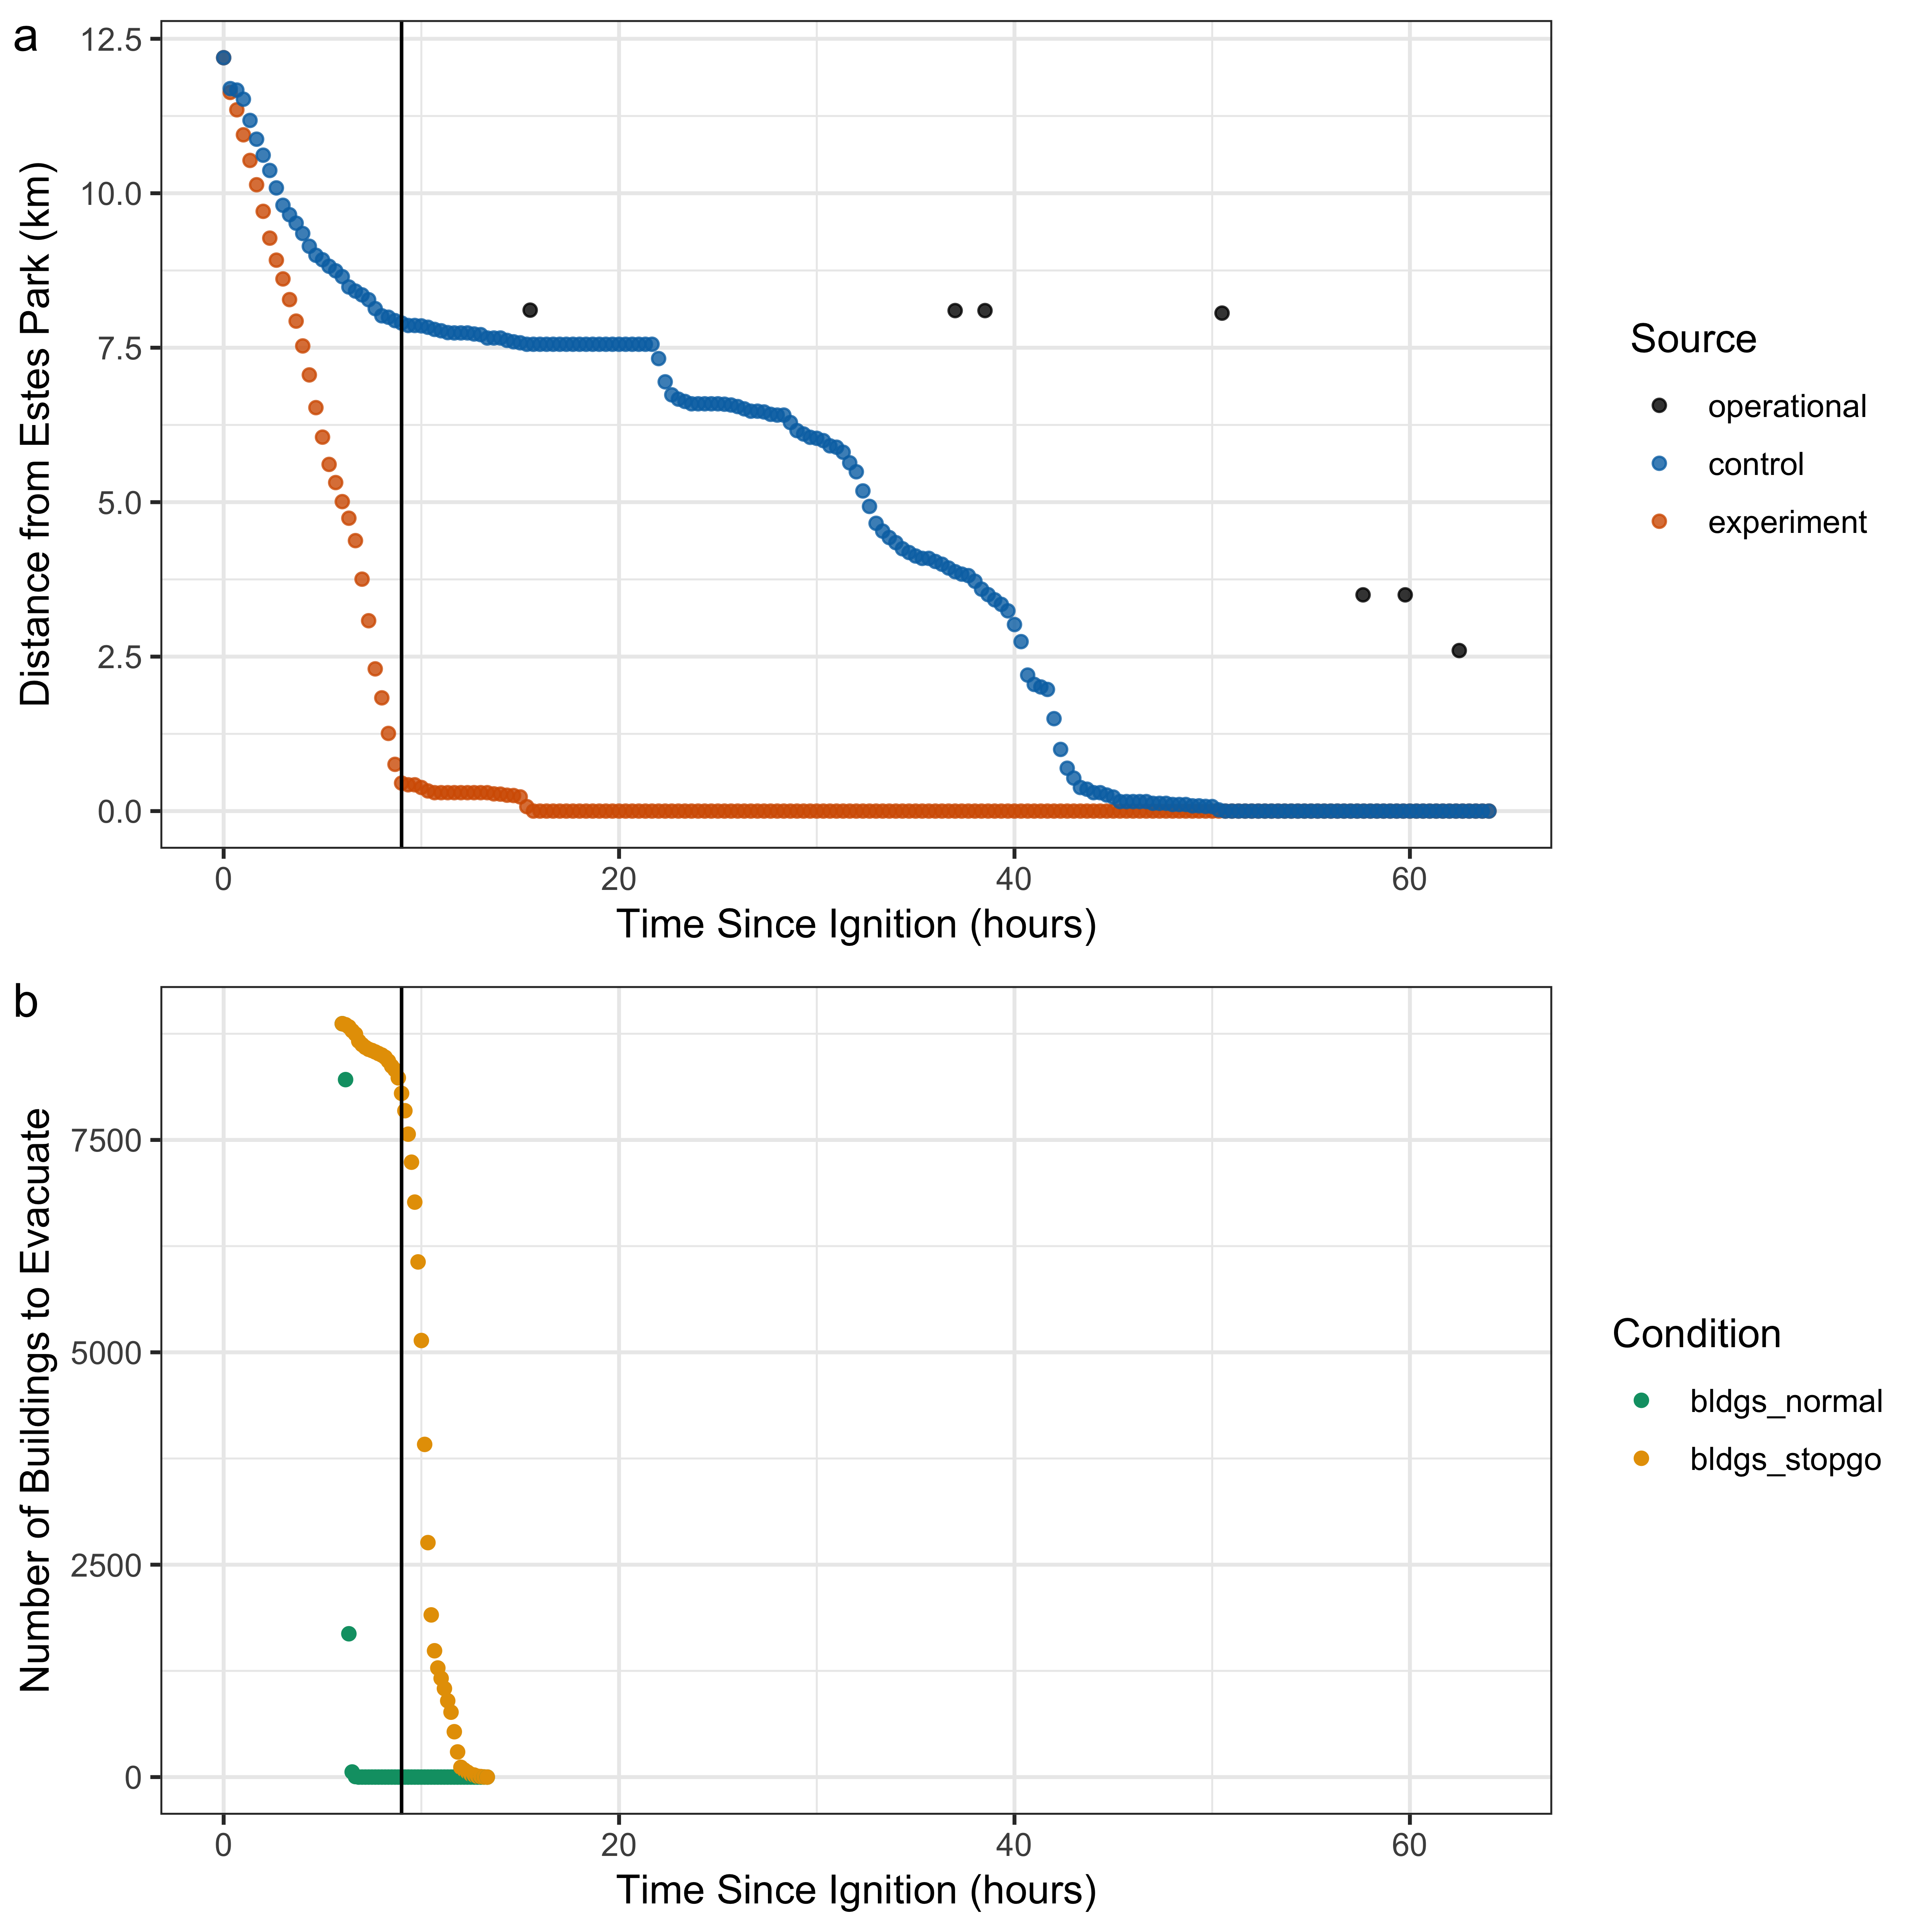 a
Distance from Estes Park (km)
12.5
10.0
7.5
5.0
2.5
0.0
0 20 40 60
Time Since Ignition (hours)
Source
operational
control
experiment
b
Number of Buildings to Evacuate
7500
5000
2500
0
0 20 40 60
Time Since Ignition (hours)
Condition
bldgs_normal
bldgs_stopgo